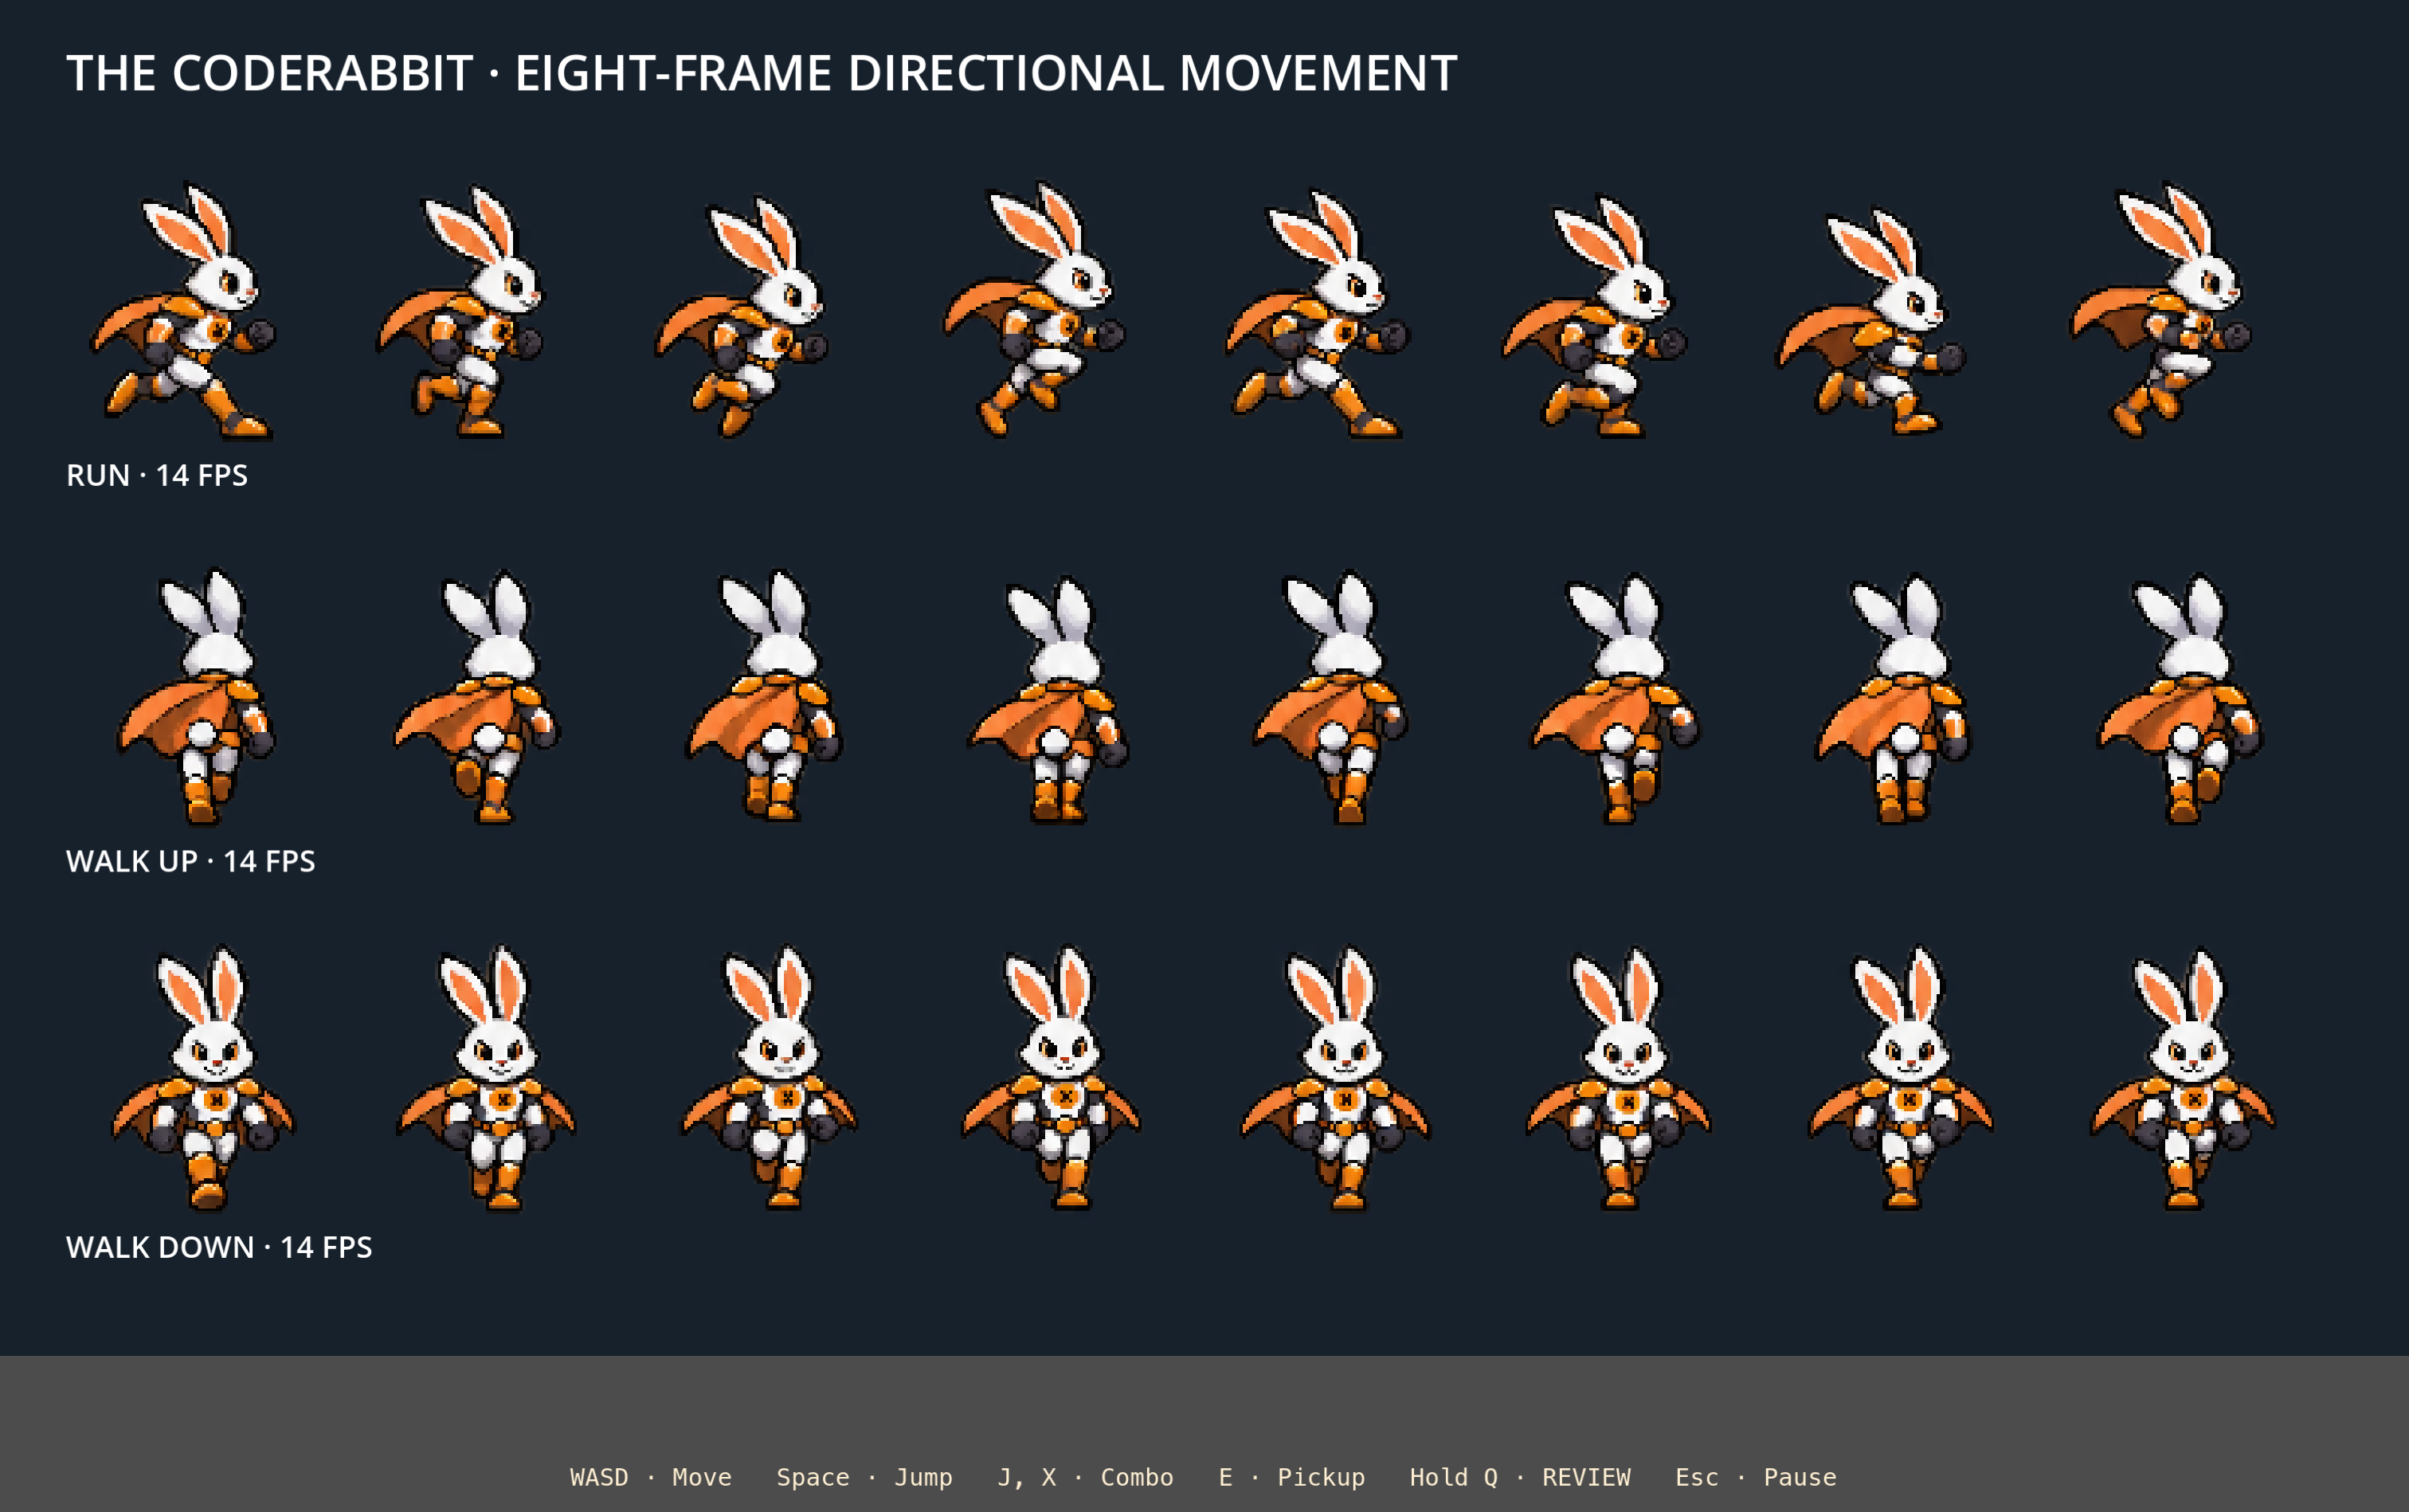 THE CODERABBIT · EIGHT-FRAME DIRECTIONAL MOVEMENT
RUN · 14 FPS
WALK UP · 14 FPS
WALK DOWN · 14 FPS
WASD · Move   Space · Jump   J, X · Combo   E · Pickup   Hold Q · REVIEW   Esc · Pause